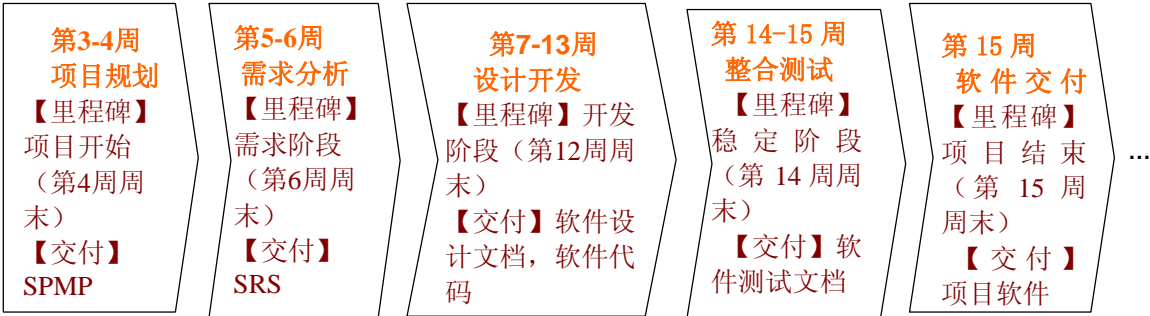 第3-4周
项目规划
【里程碑】
项目开始
（第4周周
末）
【交付】
SPMP
第5-6周
需求分析
【里程碑】
需求阶段
（第6周周
末）
【交付】
SRS
第7-13周
设计开发
【里程碑】开发
阶段（第12周周
末）
【交付】软件设
计文档，软件代
码
第 14-15 周
整合测试
【里程碑】
稳定阶段
（第 14 周周
末）
【交付】软
件测试文档
第 15 周
软件交付
【里程碑】
项目结束
（第 15 周
周末）
【交付】
项目软件
...